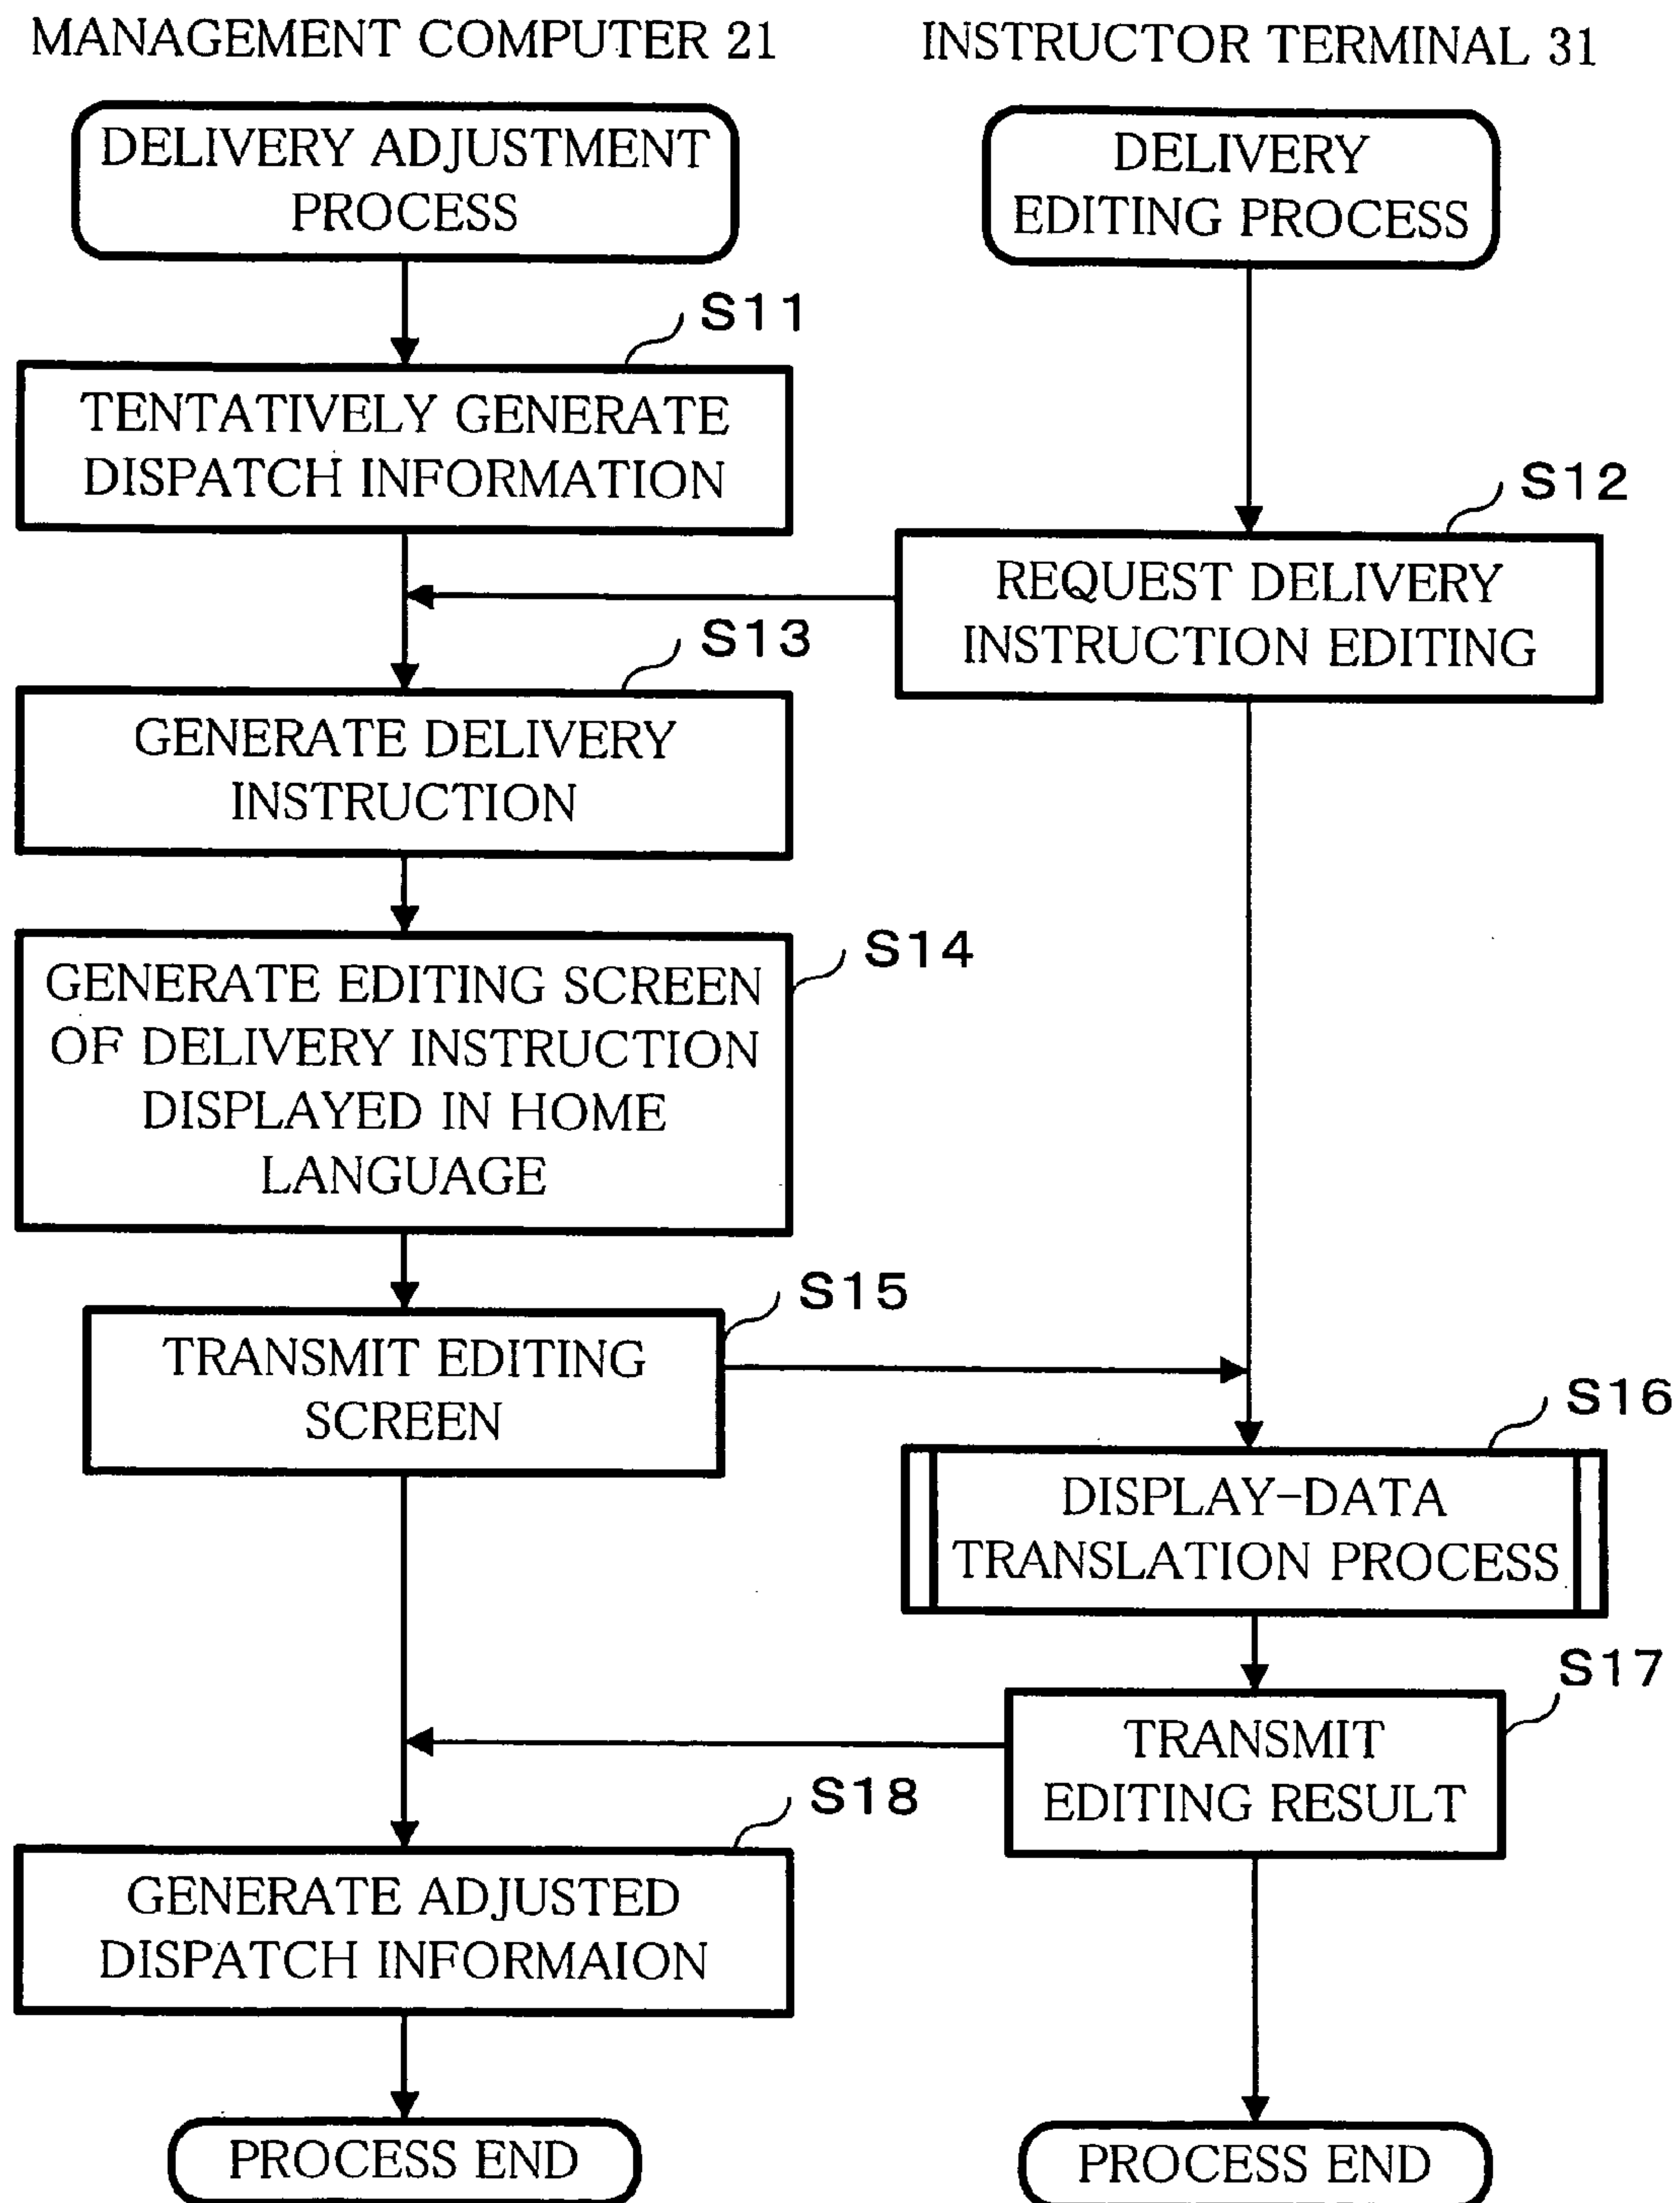 MANAGEMENT COMPUTER 21
INSTRUCTOR TERMINAL 31
DELIVERY ADJUSTMENT
PROCESS
DELIVERY
EDITING PROCESS
S11
TENTATIVELY GENERATE
DISPATCH INFORMATION
S12
REQUEST DELIVERY
INSTRUCTION EDITING
S13
GENERATE DELIVERY
INSTRUCTION
S14
GENERATE EDITING SCREEN
OF DELIVERY INSTRUCTION
DISPLAYED IN HOME
LANGUAGE
S15
TRANSMIT EDITING
SCREEN
S16
DISPLAY-DATA
TRANSLATION PROCESS
S17
TRANSMIT
EDITING RESULT
S18
GENERATE ADJUSTED
DISPATCH INFORMAION
PROCESS END
PROCESS END